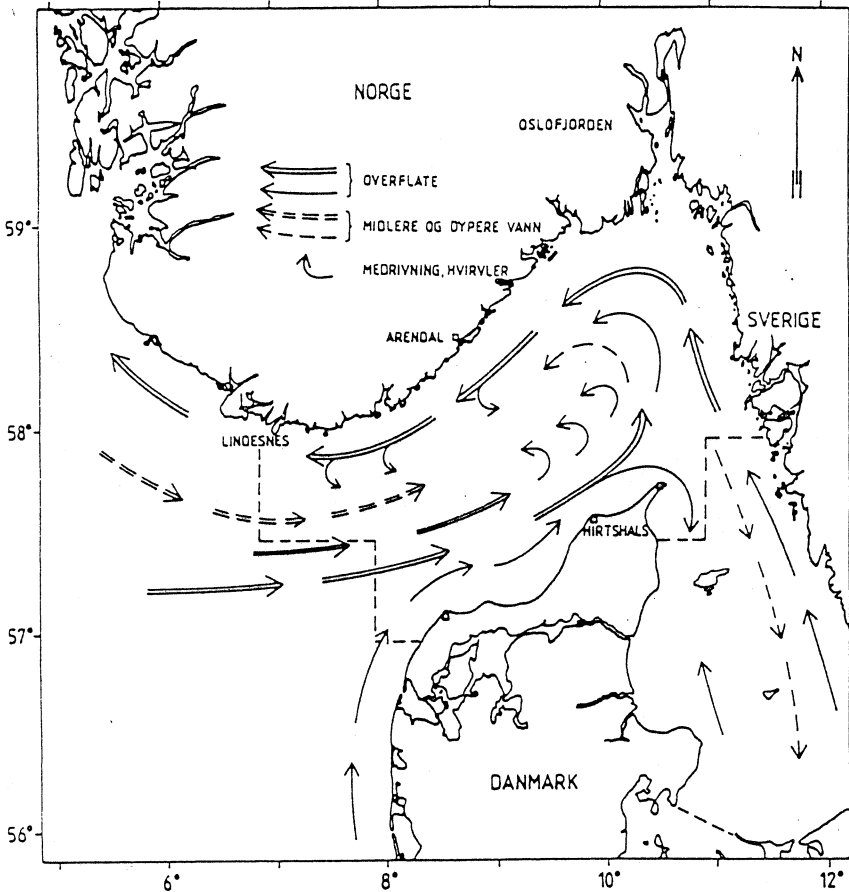 NORGE
N
OSLOFJORDEN
OVERFLATE
MIDLERE OG DYPERE VANN
MEDRIVNING, HVIRVLER
59°
ARENDAL
SVERIGE
58°
LINDESNES
HIRTSHALS
57°
DANMARK
56°
6°
8°
10°
12°